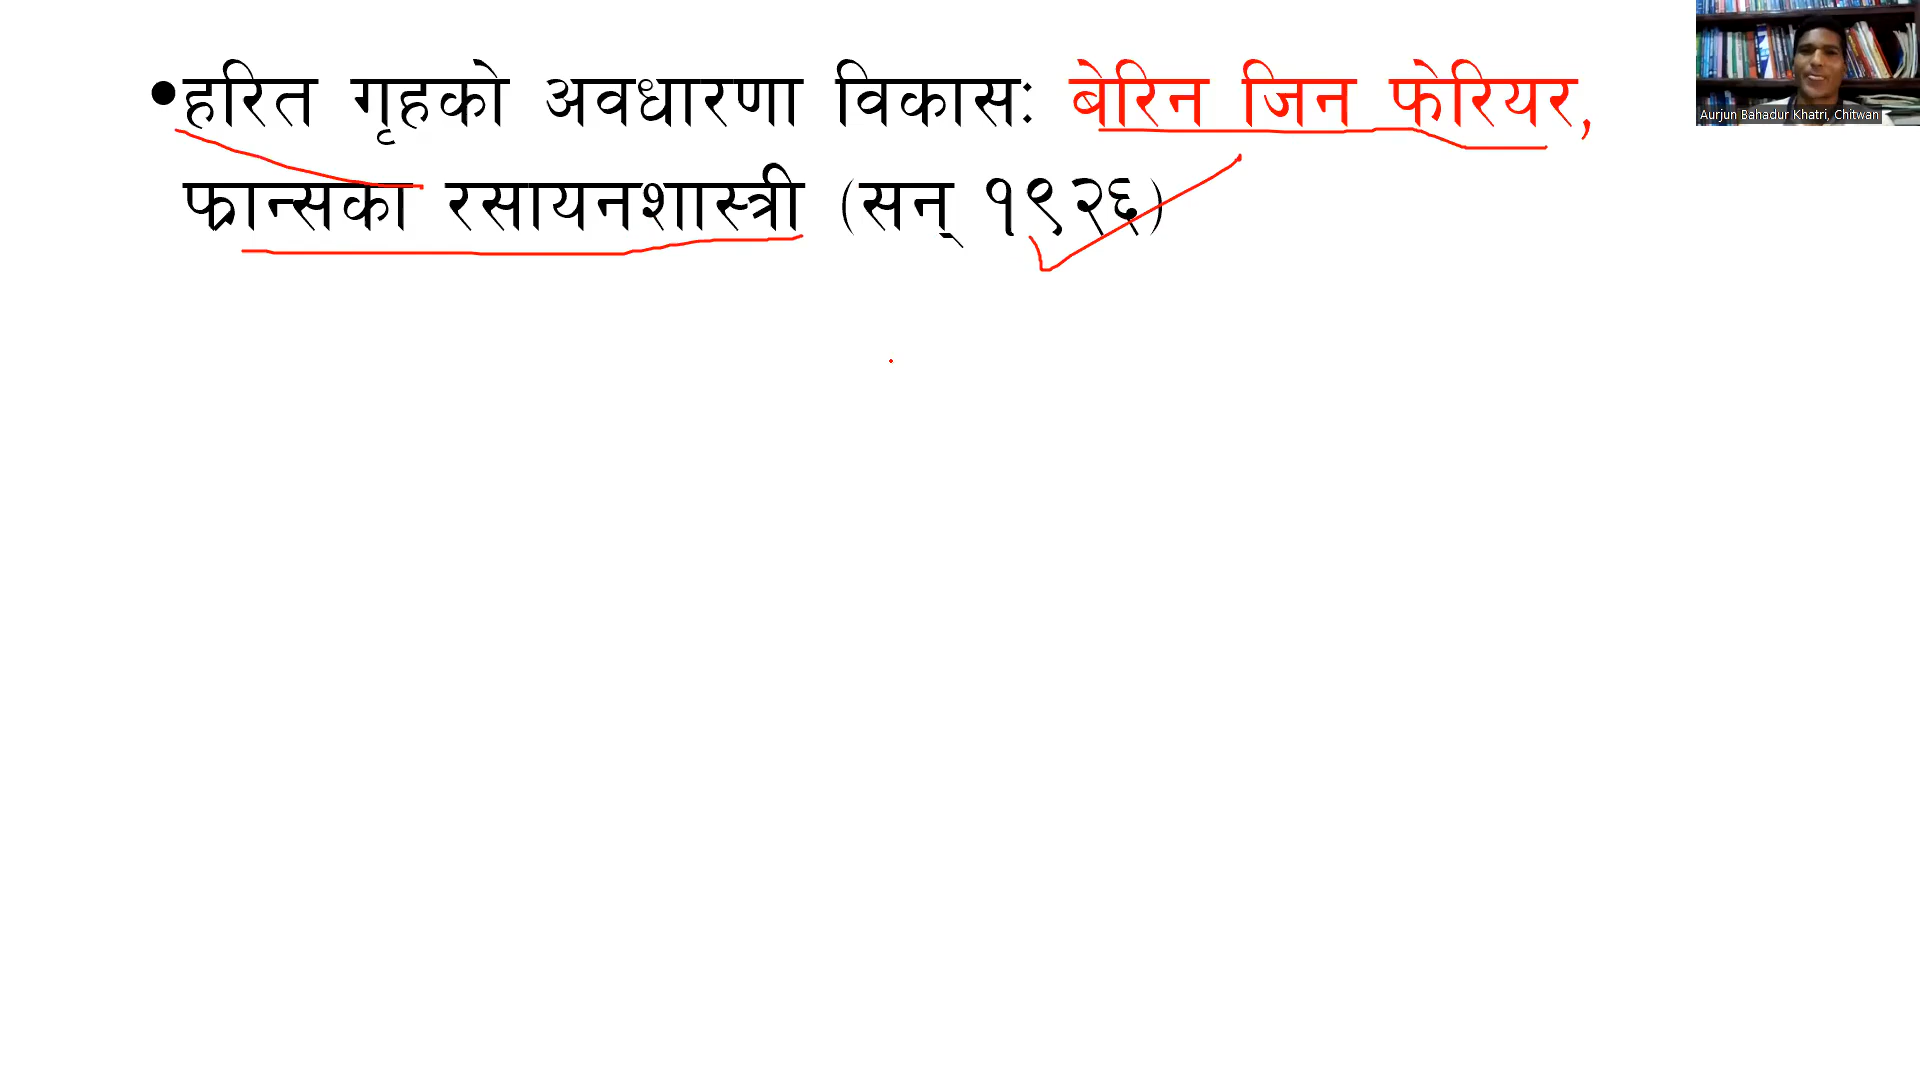 •हरित गृहको अवधारणा विकासः बेरिन जिन फेरियर,
फ्रान्सका रसायनशास्त्री (सन् १९२६)
Aurjun Bahadur Khatri, Chitwan